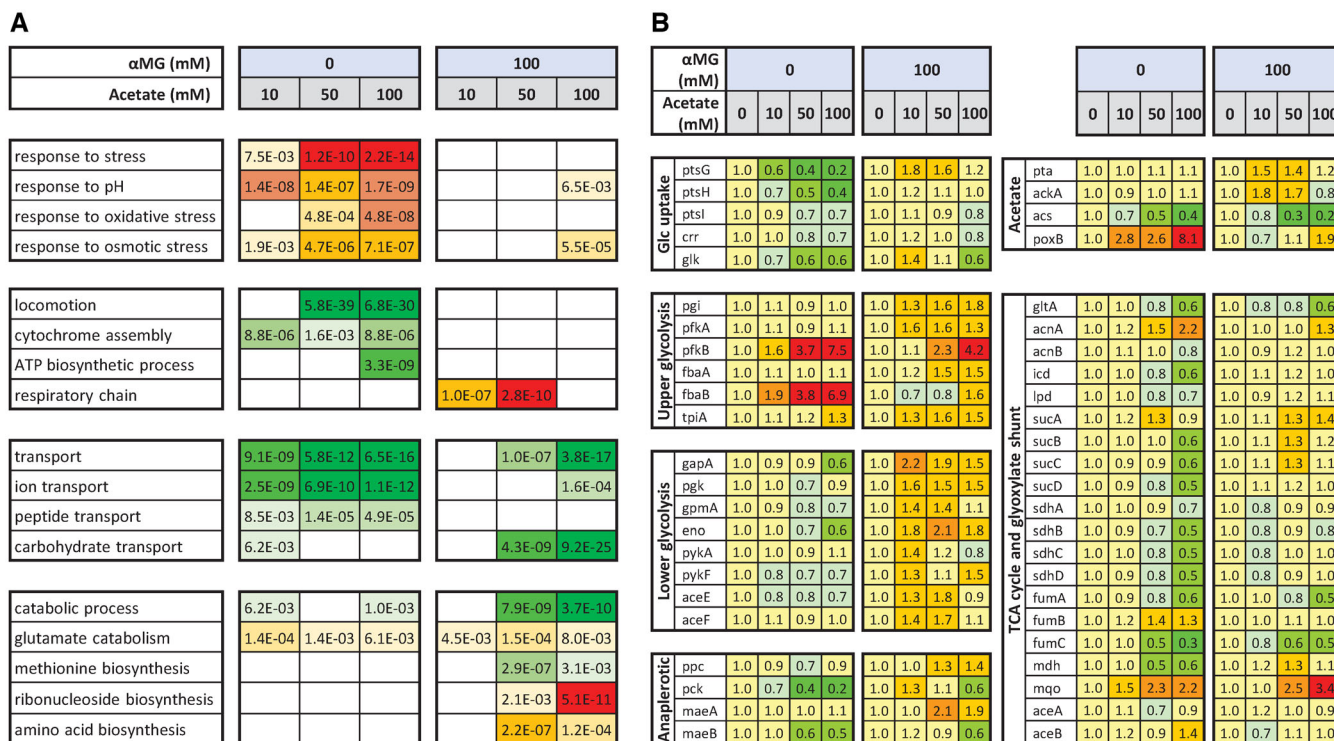 A
αMG (mM) 0 100
Acetate (mM) 10 50 100 10 50 100
response to stress 7.5E-03 1.2E-10 2.2E-14
response to pH 1.4E-08 1.4E-07 1.7E-09 6.5E-03
response to oxidative stress 4.8E-04 4.8E-08
response to osmotic stress 1.9E-03 4.7E-06 7.1E-07 5.5E-05
locomotion 5.8E-39 6.8E-30
cytochrome assembly 8.8E-06 1.6E-03 8.8E-06
ATP biosynthetic process 3.3E-09
respiratory chain 1.0E-07 2.8E-10
transport 9.1E-09 5.8E-12 6.5E-16 1.0E-07 3.8E-17
ion transport 2.5E-09 6.9E-10 1.1E-12 1.6E-04
peptide transport 8.5E-03 1.4E-05 4.9E-05
carbohydrate transport 6.2E-03 4.3E-09 9.2E-25
catabolic process 6.2E-03 1.0E-03 7.9E-09 3.7E-10
glutamate catabolism 1.4E-04 1.4E-03 6.1E-03 4.5E-03 1.5E-04 8.0E-03
methionine biosynthesis 2.9E-07 3.1E-03
ribonucleoside biosynthesis 2.1E-03 5.1E-11
amino acid biosynthesis 2.2E-07 1.2E-04
B
αMG (mM) 0 100
Acetate (mM) 0 10 50 100 0 10 50 100
Glc uptake
ptsG 1.0 0.6 0.4 0.2 1.0 1.8 1.6 1.2
ptsH 1.0 0.7 0.5 0.4 1.0 1.2 1.1 1.0
ptsI 1.0 0.9 0.7 0.7 1.0 1.1 0.9 0.8
crr 1.0 1.0 0.8 0.7 1.0 1.2 1.0 0.8
glk 1.0 0.7 0.6 0.6 1.0 1.4 1.1 0.6
Upper glycolysis
pgi 1.0 1.1 0.9 1.0 1.0 1.3 1.6 1.8
pfkA 1.0 1.1 0.9 1.1 1.0 1.6 1.6 1.3
pfkB 1.0 1.6 3.7 7.5 1.0 1.1 2.3 4.2
fbaA 1.0 1.1 1.0 1.1 1.0 1.2 1.5 1.5
fbaB 1.0 1.9 3.8 6.9 1.0 0.7 0.8 1.6
tpiA 1.0 1.1 1.2 1.3 1.0 1.3 1.6 1.5
Lower glycolysis
gapA 1.0 0.9 0.9 0.6 1.0 2.2 1.9 1.5
pgk 1.0 1.0 0.7 0.9 1.0 1.6 1.5 1.5
gpmA 1.0 0.9 0.8 0.7 1.0 1.4 1.4 1.1
eno 1.0 1.0 0.7 0.6 1.0 1.8 2.1 1.8
pykA 1.0 1.0 0.9 1.1 1.0 1.4 1.2 0.8
pykF 1.0 0.8 0.7 0.7 1.0 1.3 1.1 1.5
aceE 1.0 0.8 0.8 0.7 1.0 1.3 1.8 0.9
aceF 1.0 1.0 0.9 0.7 1.0 1.4 1.7 1.1
Anaplerotic
ppc 1.0 0.9 0.7 0.9 1.0 1.0 1.3 1.4
pck 1.0 0.7 0.4 0.2 1.0 1.3 1.1 0.6
maeA 1.0 1.0 1.0 1.1 1.0 1.0 2.1 1.9
maeB 1.0 1.0 0.6 0.5 1.0 1.2 0.9 0.6
0 100
0 10 50 100 0 10 50 100
Acetate
pta 1.0 1.0 1.1 1.1 1.0 1.5 1.4 1.2
ackA 1.0 0.9 1.0 1.1 1.0 1.8 1.7 0.8
acs 1.0 0.7 0.5 0.4 1.0 0.8 0.3 0.2
poxB 1.0 2.8 2.6 8.1 1.0 0.7 1.1 1.9
TCA cycle and glyoxylate shunt
gltA 1.0 1.0 0.8 0.6 1.0 0.8 0.8 0.6
acnA 1.0 1.2 1.5 2.2 1.0 1.0 1.0 1.3
acnB 1.0 1.1 1.0 0.8 1.0 0.9 1.2 1.0
icd 1.0 1.0 0.8 0.6 1.0 1.1 1.2 1.0
lpd 1.0 1.0 0.8 0.7 1.0 0.9 1.2 1.1
sucA 1.0 1.2 1.3 0.9 1.0 1.1 1.3 1.4
sucB 1.0 1.0 1.0 0.6 1.0 1.1 1.3 1.2
sucC 1.0 0.9 0.9 0.6 1.0 1.1 1.3 1.1
sucD 1.0 0.9 0.8 0.5 1.0 1.1 1.2 1.0
sdhA 1.0 1.0 0.9 0.7 1.0 0.8 0.9 0.9
sdhB 1.0 0.9 0.7 0.5 1.0 0.8 0.9 0.8
sdhC 1.0 1.0 0.8 0.5 1.0 0.8 1.0 1.0
sdhD 1.0 0.9 0.8 0.5 1.0 0.8 0.9 1.0
fumA 1.0 0.9 0.8 0.6 1.0 1.0 0.8 0.5
fumB 1.0 1.0 1.4 1.3 1.0 1.0 1.1 1.0
fumC 1.0 1.0 0.5 0.3 1.0 0.8 0.6 0.5
mdh 1.0 1.0 0.5 0.6 1.0 1.2 1.3 1.1
mqo 1.0 1.5 2.3 2.2 1.0 1.0 2.5 3.4
aceA 1.0 1.1 0.7 0.9 1.0 1.2 1.0 0.9
aceB 1.0 1.2 0.9 1.4 1.0 0.7 1.1 1.0